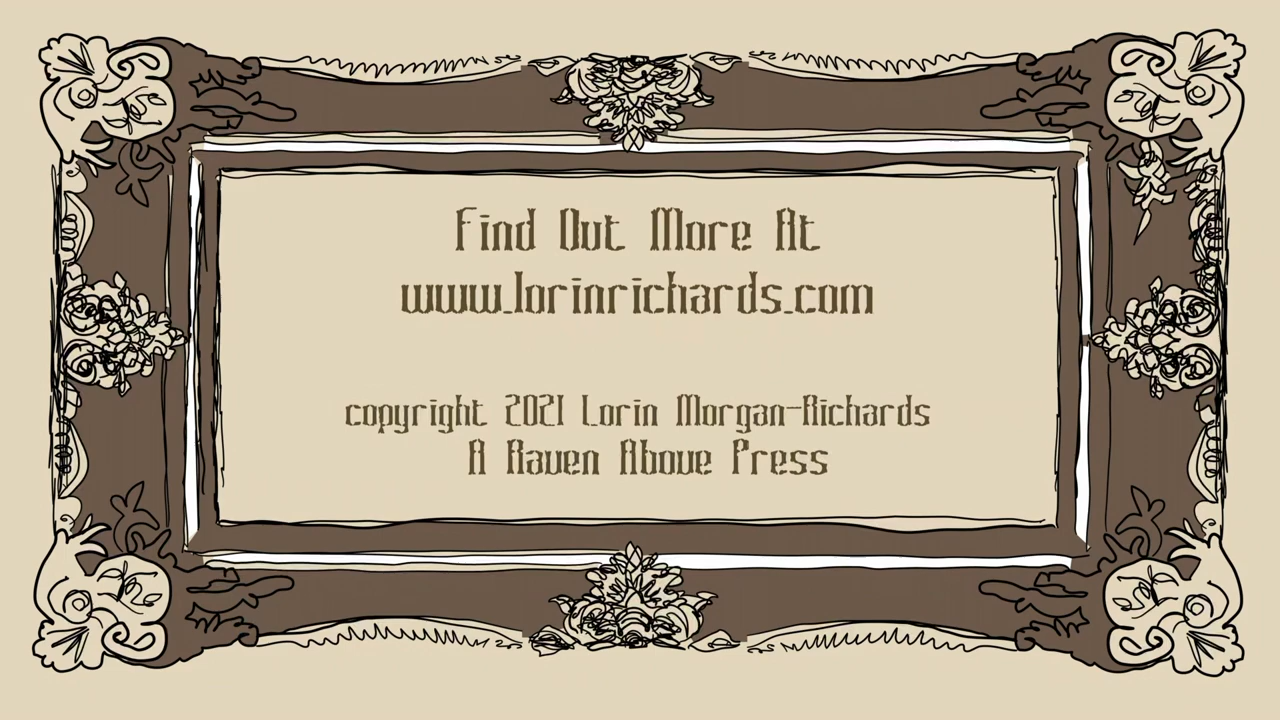 Find Out More At
www.lorinrichards.com
copyright 2021 Lorin Morgan-Richards
A Raven Above Press